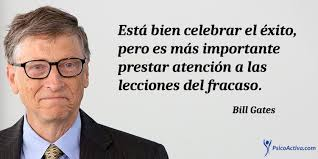 Está bien celebrar el éxito,
pero es más importante
prestar atención a las
lecciones del fracaso.
Bill Gates
PsicoActiva.com